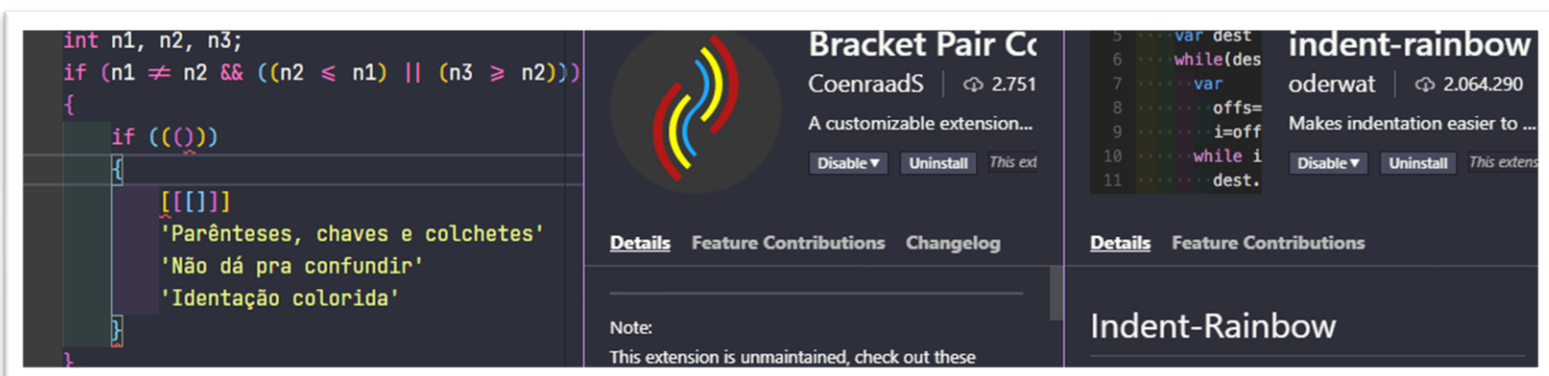 int n1, n2, n3;
if (n1 ≠ n2 && ((n2 ⩽ n1) || (n3 ⩾ n2)))
{
if ((()))
{
[[[]]]
'Parênteses, chaves e colchetes'
'Não dá pra confundir'
'Identação colorida'
}
}
Bracket Pair Co
CoenraadS
2.751
A customizable extension...
Disable ▾ Uninstall This ext
Details Feature Contributions Changelog
Note:
This extension is unmaintained, check out these
5 var dest
6 while(des
7 var
8 offs=
9 i=off
10 while i
11 dest.
indent-rainbow
oderwat
2.064.290
Makes indentation easier to ...
Disable ▾ Uninstall This extens
Details Feature Contributions
Indent-Rainbow